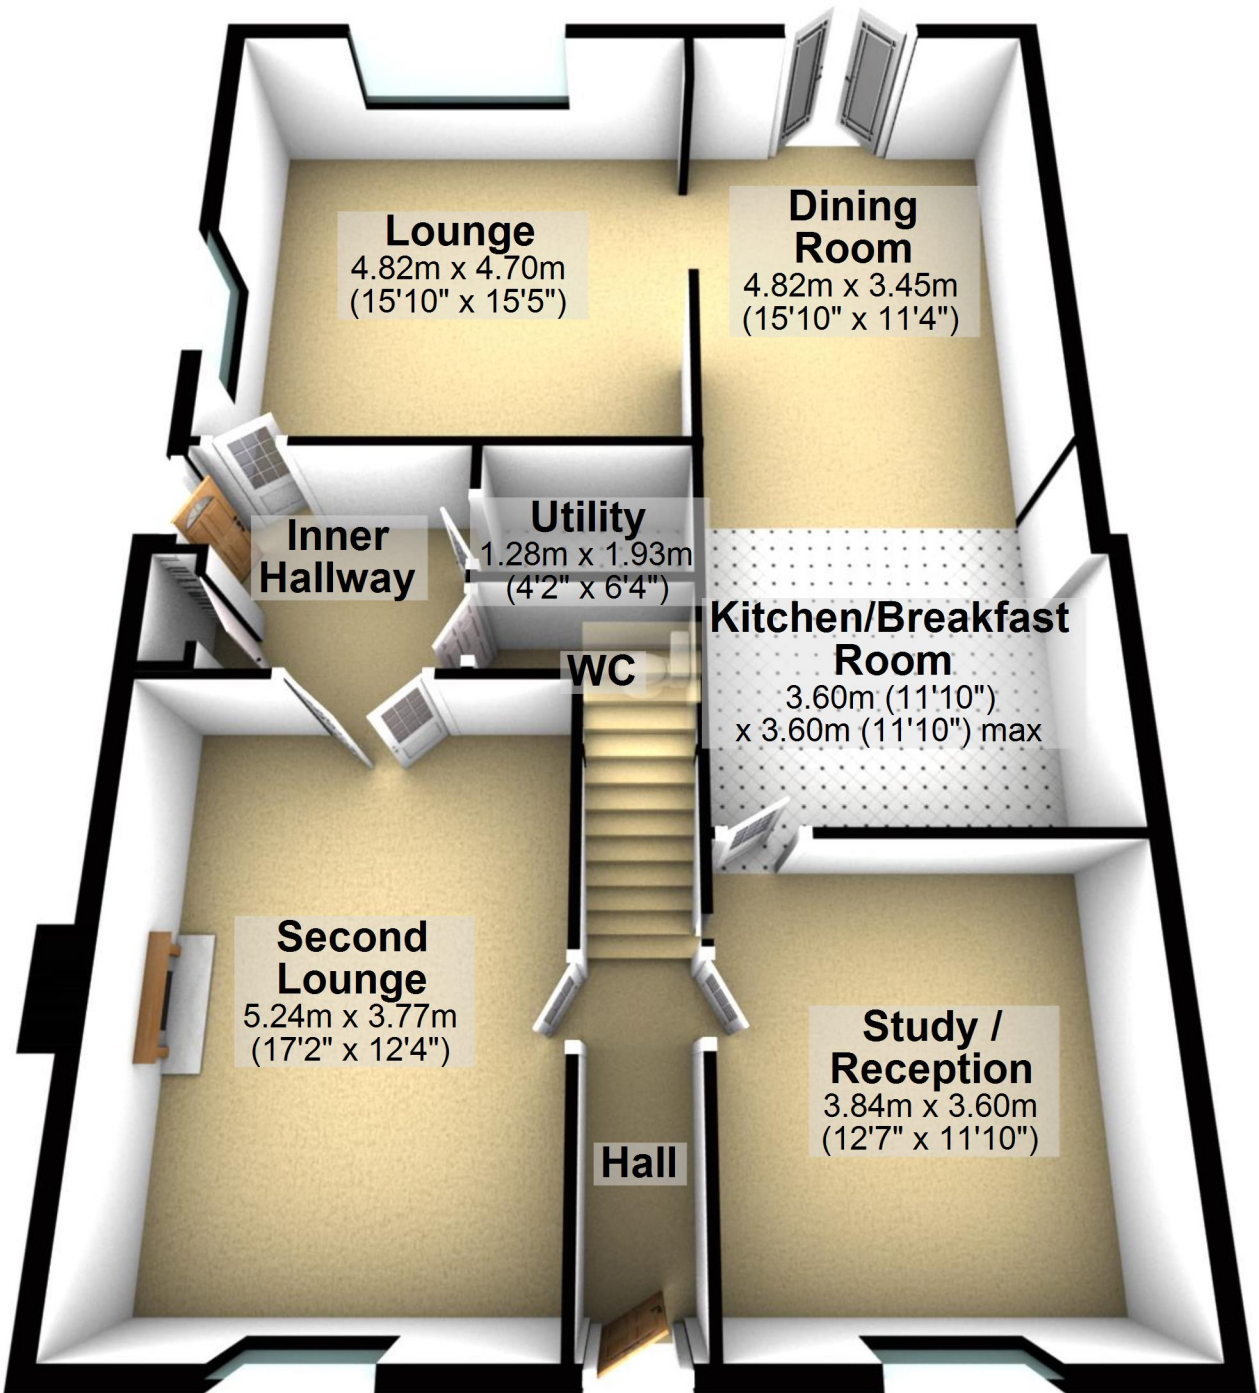 Lounge
4.82m x 4.70m
(15'10" x 15'5")
Dining
Room
4.82m x 3.45m
(15'10" x 11'4")
Inner
Hallway
Utility
1.28m x 1.93m
(4'2" x 6'4")
WC
Kitchen/Breakfast
Room
3.60m (11'10")
x 3.60m (11'10") max
Second
Lounge
5.24m x 3.77m
(17'2" x 12'4")
Study /
Reception
3.84m x 3.60m
(12'7" x 11'10")
Hall